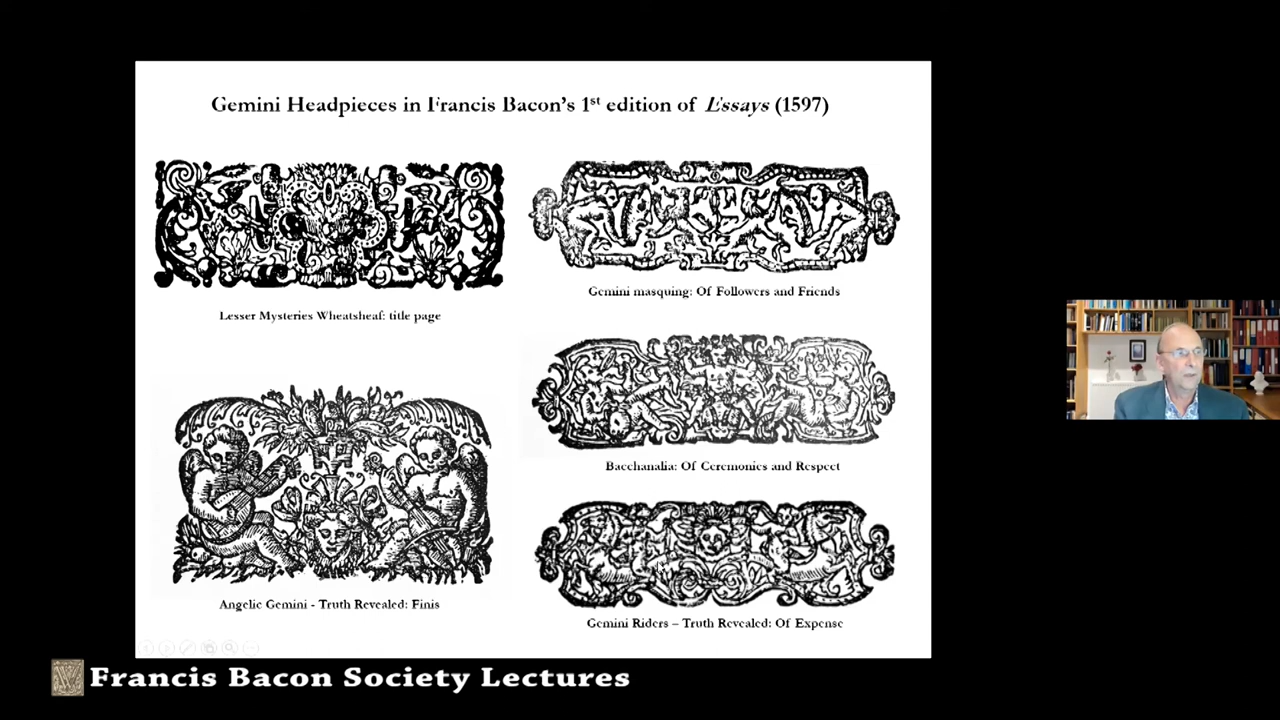 Gemini Headpieces in Francis Bacon's 1st edition of Essays (1597)
Lesser Mysteries Wheatsheaf: title page
Gemini masquing: Of Followers and Friends
Bacchanalia: Of Ceremonies and Respect
Angelic Gemini - Truth Revealed: Finis
Gemini Riders – Truth Revealed: Of Expense
Francis Bacon Society Lectures